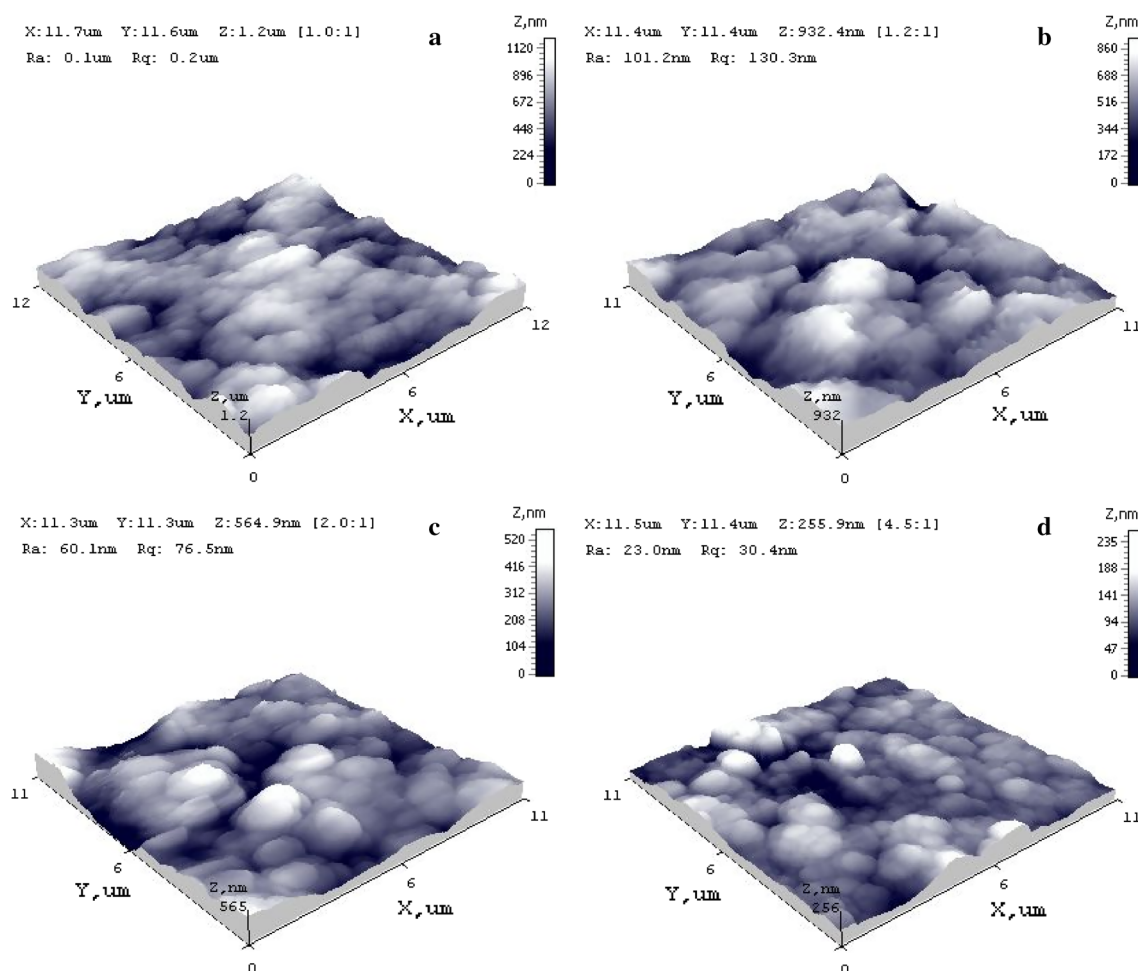 X:11.7um Y:11.6um Z:1.2um [1.0:1]
Ra: 0.1um Rq: 0.2um
a
Z,nm
1120
896
672
448
224
0
12
6
Y,um
Z,um
1.2
0
6
X,um
12
X:11.4um Y:11.4um Z:932.4nm [1.2:1]
Ra: 101.2nm Rq: 130.3nm
b
Z,nm
860
688
516
344
172
0
11
6
Y,um
Z,nm
932
0
6
X,um
11
X:11.3um Y:11.3um Z:564.9nm [2.0:1]
Ra: 60.1nm Rq: 76.5nm
c
Z,nm
520
416
312
208
104
0
11
6
Y,um
Z,nm
565
0
6
X,um
11
X:11.5um Y:11.4um Z:255.9nm [4.5:1]
Ra: 23.0nm Rq: 30.4nm
d
Z,nm
235
188
141
94
47
0
11
6
Y,um
Z,nm
256
0
6
X,um
11